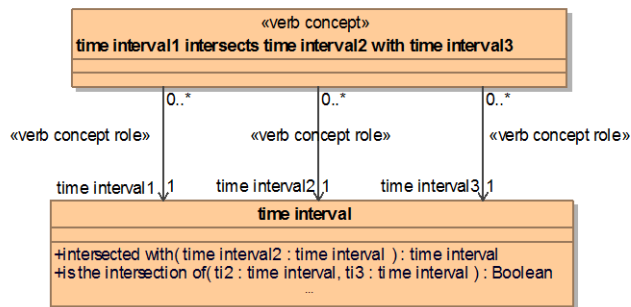 «verb concept»
time interval1 intersects time interval2 with time interval3
0..* 0..* 0..*
«verb concept role» «verb concept role» «verb concept role»
time interval1 1 time interval2 1 time interval3 1
time interval
+intersected with( time interval2 : time interval ) : time interval
+is the intersection of( ti2 : time interval, ti3 : time interval ) : Boolean
...